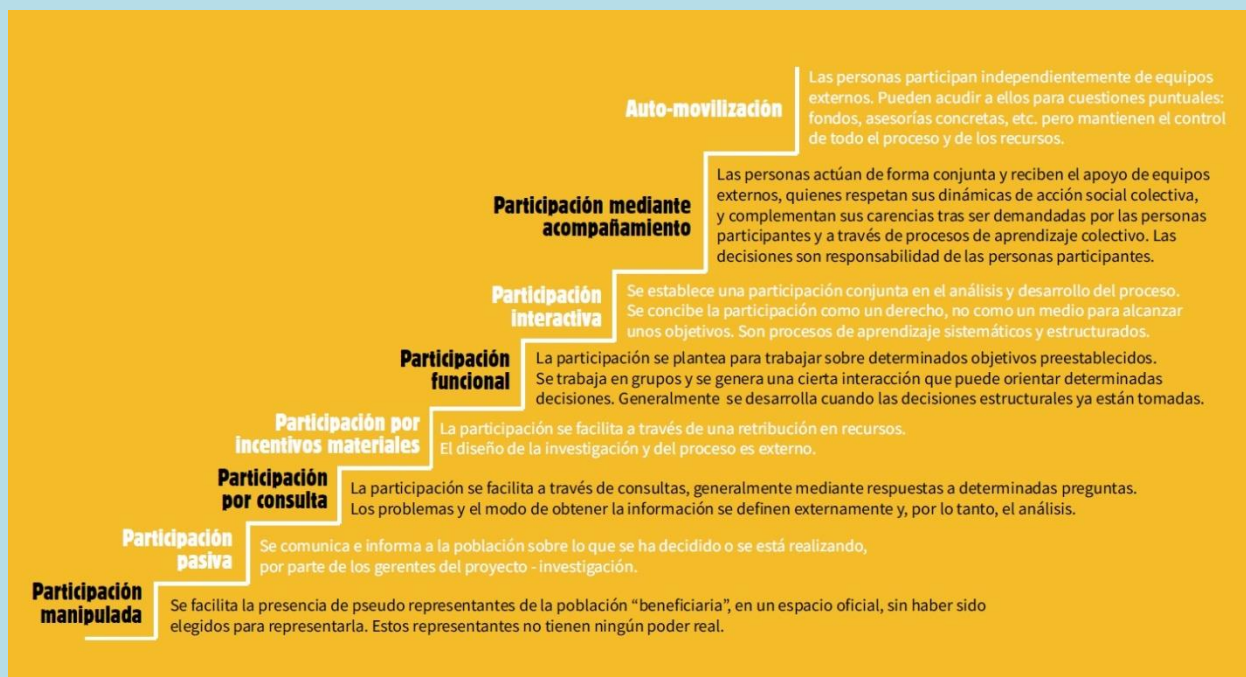 Auto-movilización
Las personas participan independientemente de equipos
externos. Pueden acudir a ellos para cuestiones puntuales:
fondos, asesorías concretas, etc. pero mantienen el control
de todo el proceso y de los recursos.
Participación mediante
acompañamiento
Las personas actúan de forma conjunta y reciben el apoyo de equipos
externos, quienes respetan sus dinámicas de acción social colectiva,
y complementan sus carencias tras ser demandadas por las personas
participantes y a través de procesos de aprendizaje colectivo. Las
decisiones son responsabilidad de las personas participantes.
Participación
interactiva
Se establece una participación conjunta en el análisis y desarrollo del proceso.
Se concibe la participación como un derecho, no como un medio para alcanzar
unos objetivos. Son procesos de aprendizaje sistemáticos y estructurados.
Participación
funcional
La participación se plantea para trabajar sobre determinados objetivos preestablecidos.
Se trabaja en grupos y se genera una cierta interacción que puede orientar determinadas
decisiones. Generalmente se desarrolla cuando las decisiones estructurales ya están tomadas.
Participación por
incentivos materiales
La participación se facilita a través de una retribución en recursos.
El diseño de la investigación y del proceso es externo.
Participación
por consulta
La participación se facilita a través de consultas, generalmente mediante respuestas a determinadas preguntas.
Los problemas y el modo de obtener la información se definen externamente y, por lo tanto, el análisis.
Participación
pasiva
Se comunica e informa a la población sobre lo que se ha decidido o se está realizando,
por parte de los gerentes del proyecto - investigación.
Participación
manipulada
Se facilita la presencia de pseudo representantes de la población “beneficiaria”, en un espacio oficial, sin haber sido
elegidos para representarla. Estos representantes no tienen ningún poder real.